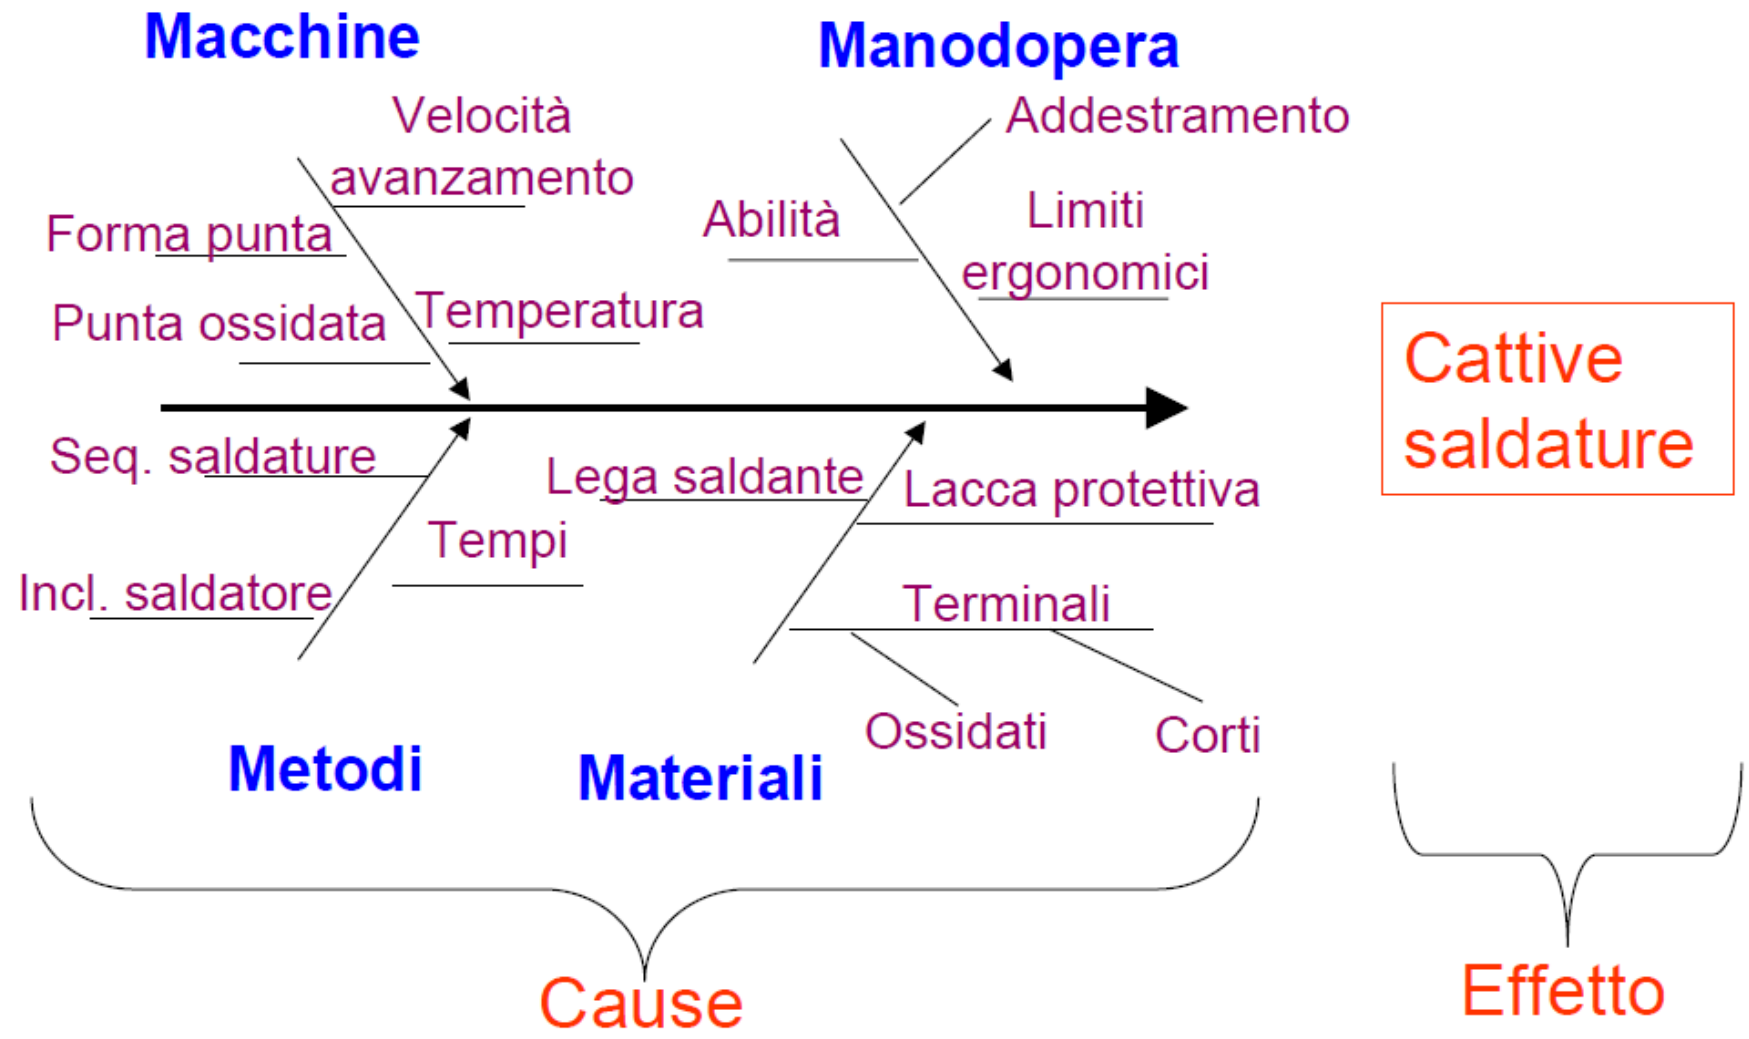 Macchine
Manodopera
Velocità
avanzamento
Addestramento
Forma punta
Abilità
Limiti
ergonomici
Punta ossidata
Temperatura
Cattive
saldature
Seq. saldature
Lega saldante
Lacca protettiva
Tempi
Incl. saldatore
Terminali
Ossidati
Corti
Metodi
Materiali
Cause
Effetto